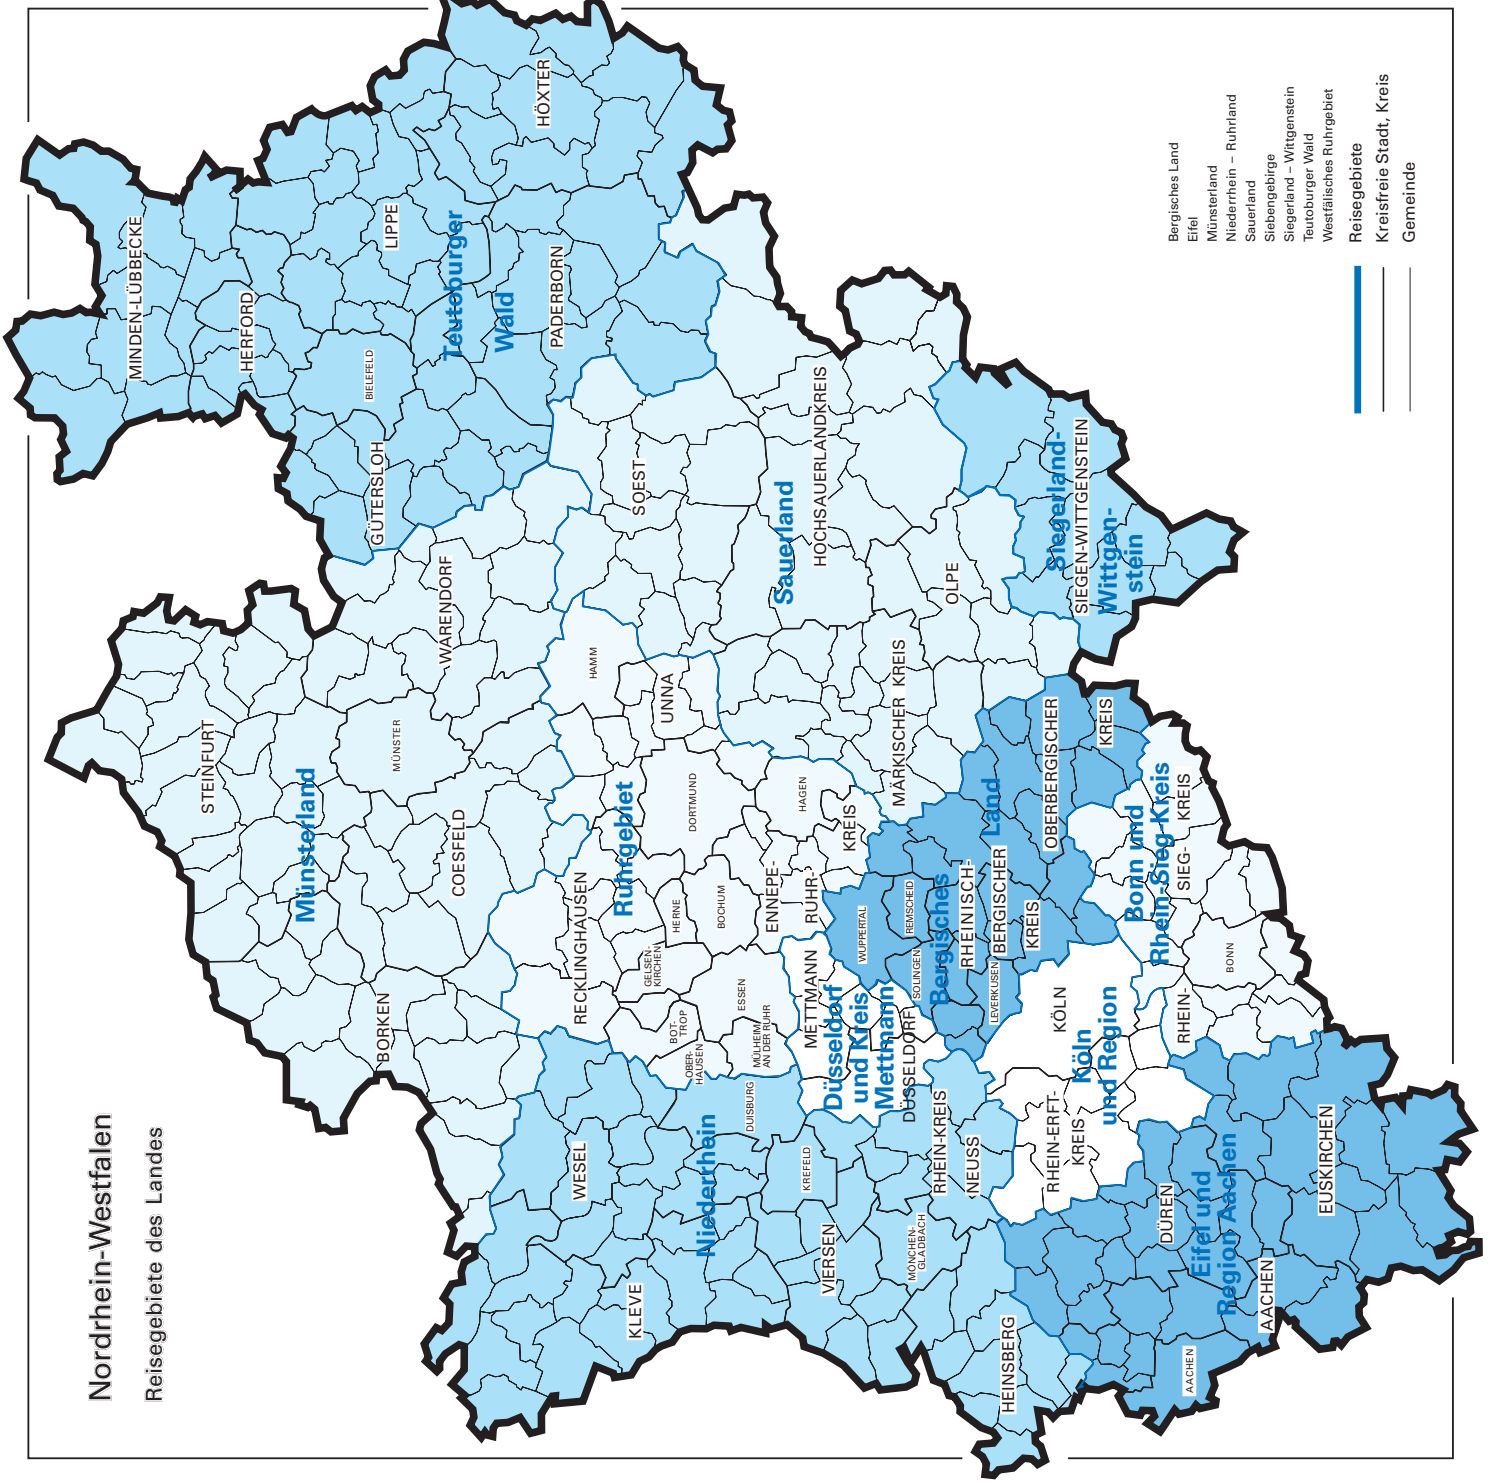 Nordrhein-Westfalen
Reisegebiete des Landes
STEINFURT
Münsterland
MÜNSTER
WARENDORF
COESFELD
BORKEN
MINDEN-LÜBBECKE
HERFORD
BIELEFELD
GÜTERSLOH
LIPPE
Teutoburger
Wald
PADERBORN
HÖXTER
KLEVE
WESEL
Niederrhein
DUISBURG
KREFELD
VIERSEN
MÖNCHEN-
GLADBACH
RHEIN-KREIS
NEUSS
HEINSBERG
RECKLINGHAUSEN
Ruhrgebiet
BOT-
TROP
OBER-
HAUSEN
GELSEN-
KIRCHEN
HERNE
BOCHUM
ESSEN
MÜLHEIM
AN DER RUHR
DORTMUND
HAMM
UNNA
HAGEN
ENNEPE-
RUHR-
KREIS
SOEST
Sauerland
HOCHSAUERLANDKREIS
MÄRKISCHER KREIS
OLPE
Siegerland-
SIEGEN-WITTGENSTEIN
Wittgen-
stein
METTMANN
Düsseldorf
und Kreis
Mettmann
DÜSSELDORF
WUPPERTAL
REMSCHEID
SOLINGEN
Bergisches
Land
RHEINISCH-
BERGISCHER
KREIS
LEVERKUSEN
OBERBERGISCHER
KREIS
KÖLN
Köln
und Region
RHEIN-ERFT-
KREIS
Bonn und
Rhein-Sieg-Kreis
RHEIN-
SIEG-
KREIS
BONN
DÜREN
Eifel und
Region Aachen
AACHEN
AACHEN
EUSKIRCHEN
Bergisches Land
Eifel
Münsterland
Niederrhein – Ruhrland
Sauerland
Siebengebirge
Siegerland – Wittgenstein
Teutoburger Wald
Westfälisches Ruhrgebiet
Reisegebiete
Kreisfreie Stadt, Kreis
Gemeinde